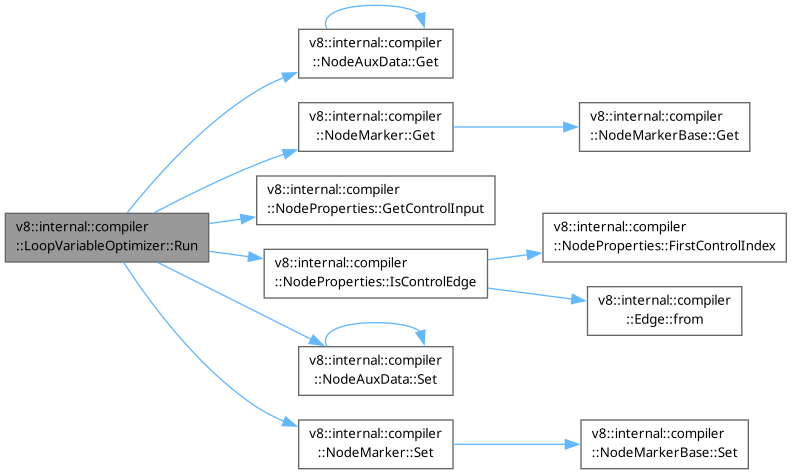 v8::internal::compiler
::LoopVariableOptimizer::Run
v8::internal::compiler
::NodeAuxData::Get
v8::internal::compiler
::NodeMarker::Get
v8::internal::compiler
::NodeMarkerBase::Get
v8::internal::compiler
::NodeProperties::GetControlInput
v8::internal::compiler
::NodeProperties::IsControlEdge
v8::internal::compiler
::NodeProperties::FirstControlIndex
v8::internal::compiler
::Edge::from
v8::internal::compiler
::NodeAuxData::Set
v8::internal::compiler
::NodeMarker::Set
v8::internal::compiler
::NodeMarkerBase::Set